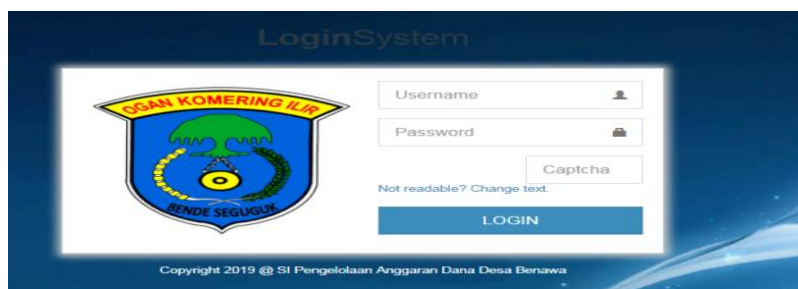 LoginSystem
OGAN KOMERING ILIR
BENDE SEGUGUK
Username
Password
Captcha
Not readable? Change text.
LOGIN
Copyright 2019 @ SI Pengelolaan Anggaran Dana Desa Benawa